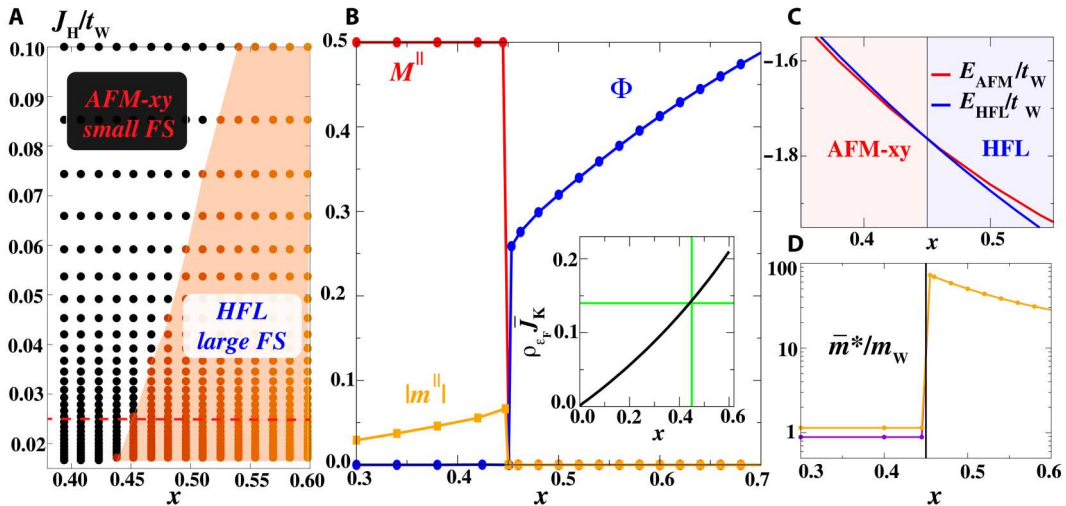 A
J_H/t_W
0.10
0.09
0.08
0.07
0.06
0.05
0.04
0.03
0.02
AFM-xy
small FS
HFL
large FS
0.40
0.45
0.50
0.55
0.60
x
B
0.5
0.4
0.3
0.2
0.1
0.0
M^∥
Φ
|m^∥|
0.3
0.4
0.5
0.6
0.7
x
0.2
0.1
0
ρ_{ε_F} J̅_K
0.0
0.2
0.4
0.6
x
C
-1.6
-1.8
E_AFM/t_W
E_HFL/t_W
AFM-xy
HFL
0.4
x
0.5
D
100
10
1
m̅*/m_W
0.3
0.4
0.5
0.6
x